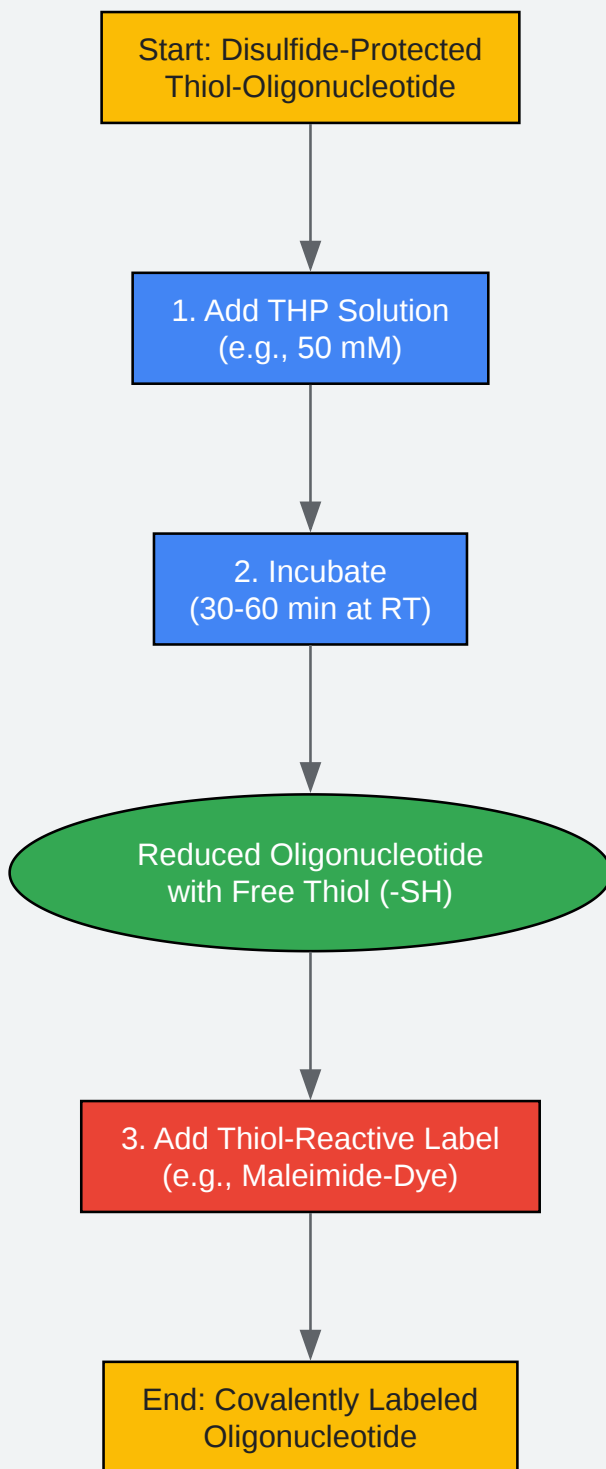 Start: Disulfide-Protected
Thiol-Oligonucleotide
1. Add THP Solution
(e.g., 50 mM)
2. Incubate
(30-60 min at RT)
Reduced Oligonucleotide
with Free Thiol (-SH)
3. Add Thiol-Reactive Label
(e.g., Maleimide-Dye)
End: Covalently Labeled
Oligonucleotide